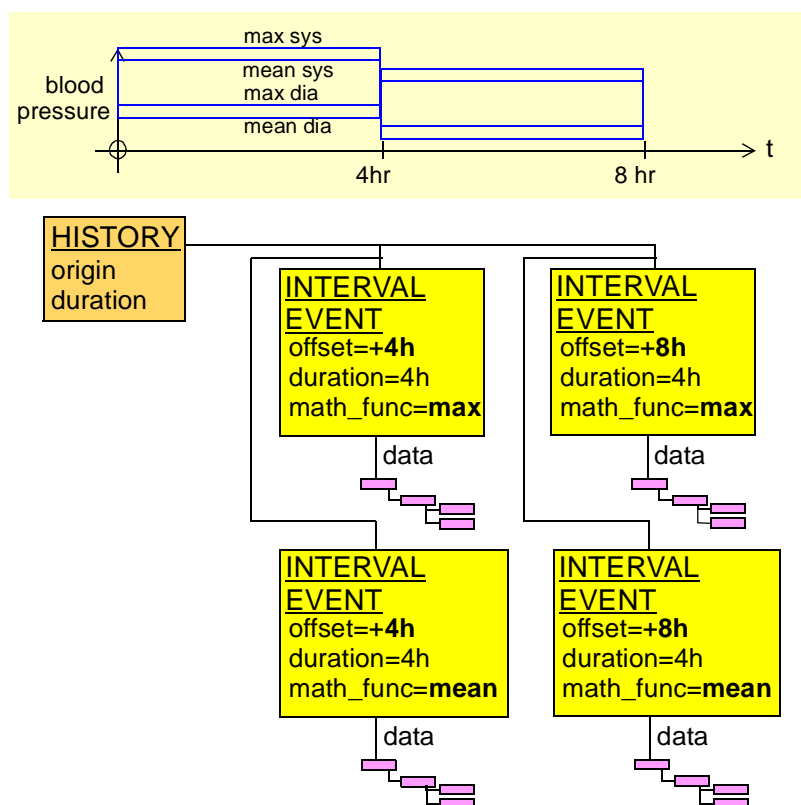 max sys
mean sys
blood
pressure
max dia
mean dia
t
4hr
8 hr
HISTORY
origin
duration
INTERVAL
EVENT
offset=+4h
duration=4h
math_func=max
data
INTERVAL
EVENT
offset=+8h
duration=4h
math_func=max
data
INTERVAL
EVENT
offset=+4h
duration=4h
math_func=mean
data
INTERVAL
EVENT
offset=+8h
duration=4h
math_func=mean
data